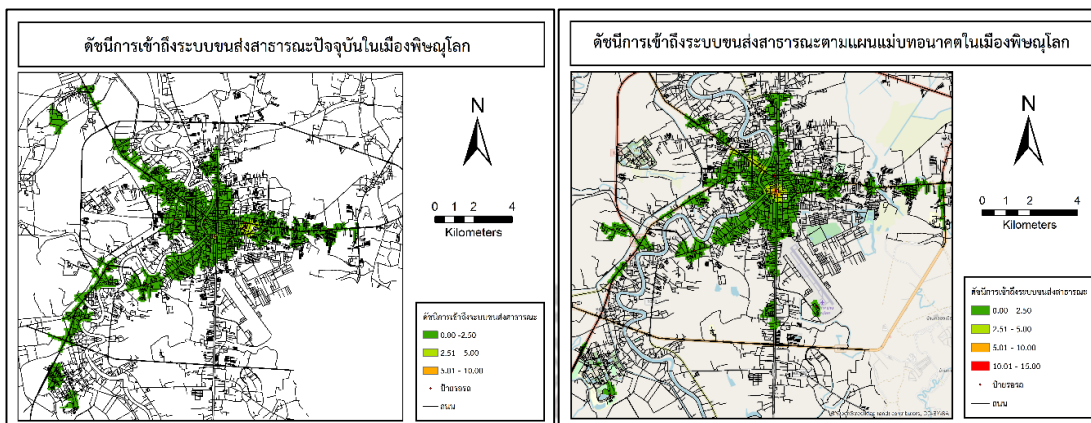 ดัชนีการเข้าถึงระบบขนส่งสาธารณะปัจจุบันในเมืองพิษณุโลก
N
0 1 2 4
Kilometers
ดัชนีการเข้าถึงระบบขนส่งสาธารณะ
0.00 -2.50
2.51 - 5.00
5.01 - 10.00
ป้ายรถรถ
ถนน
ดัชนีการเข้าถึงระบบขนส่งสาธารณะตามแผนแม่บทอนาคตในเมืองพิษณุโลก
N
0 1 2 4
Kilometers
ดัชนีการเข้าถึงระบบขนส่งสาธารณะ
0.00 - 2.50
2.51 - 5.00
5.01 - 10.00
10.01 - 15.00
ป้ายรอรถ
ถนน